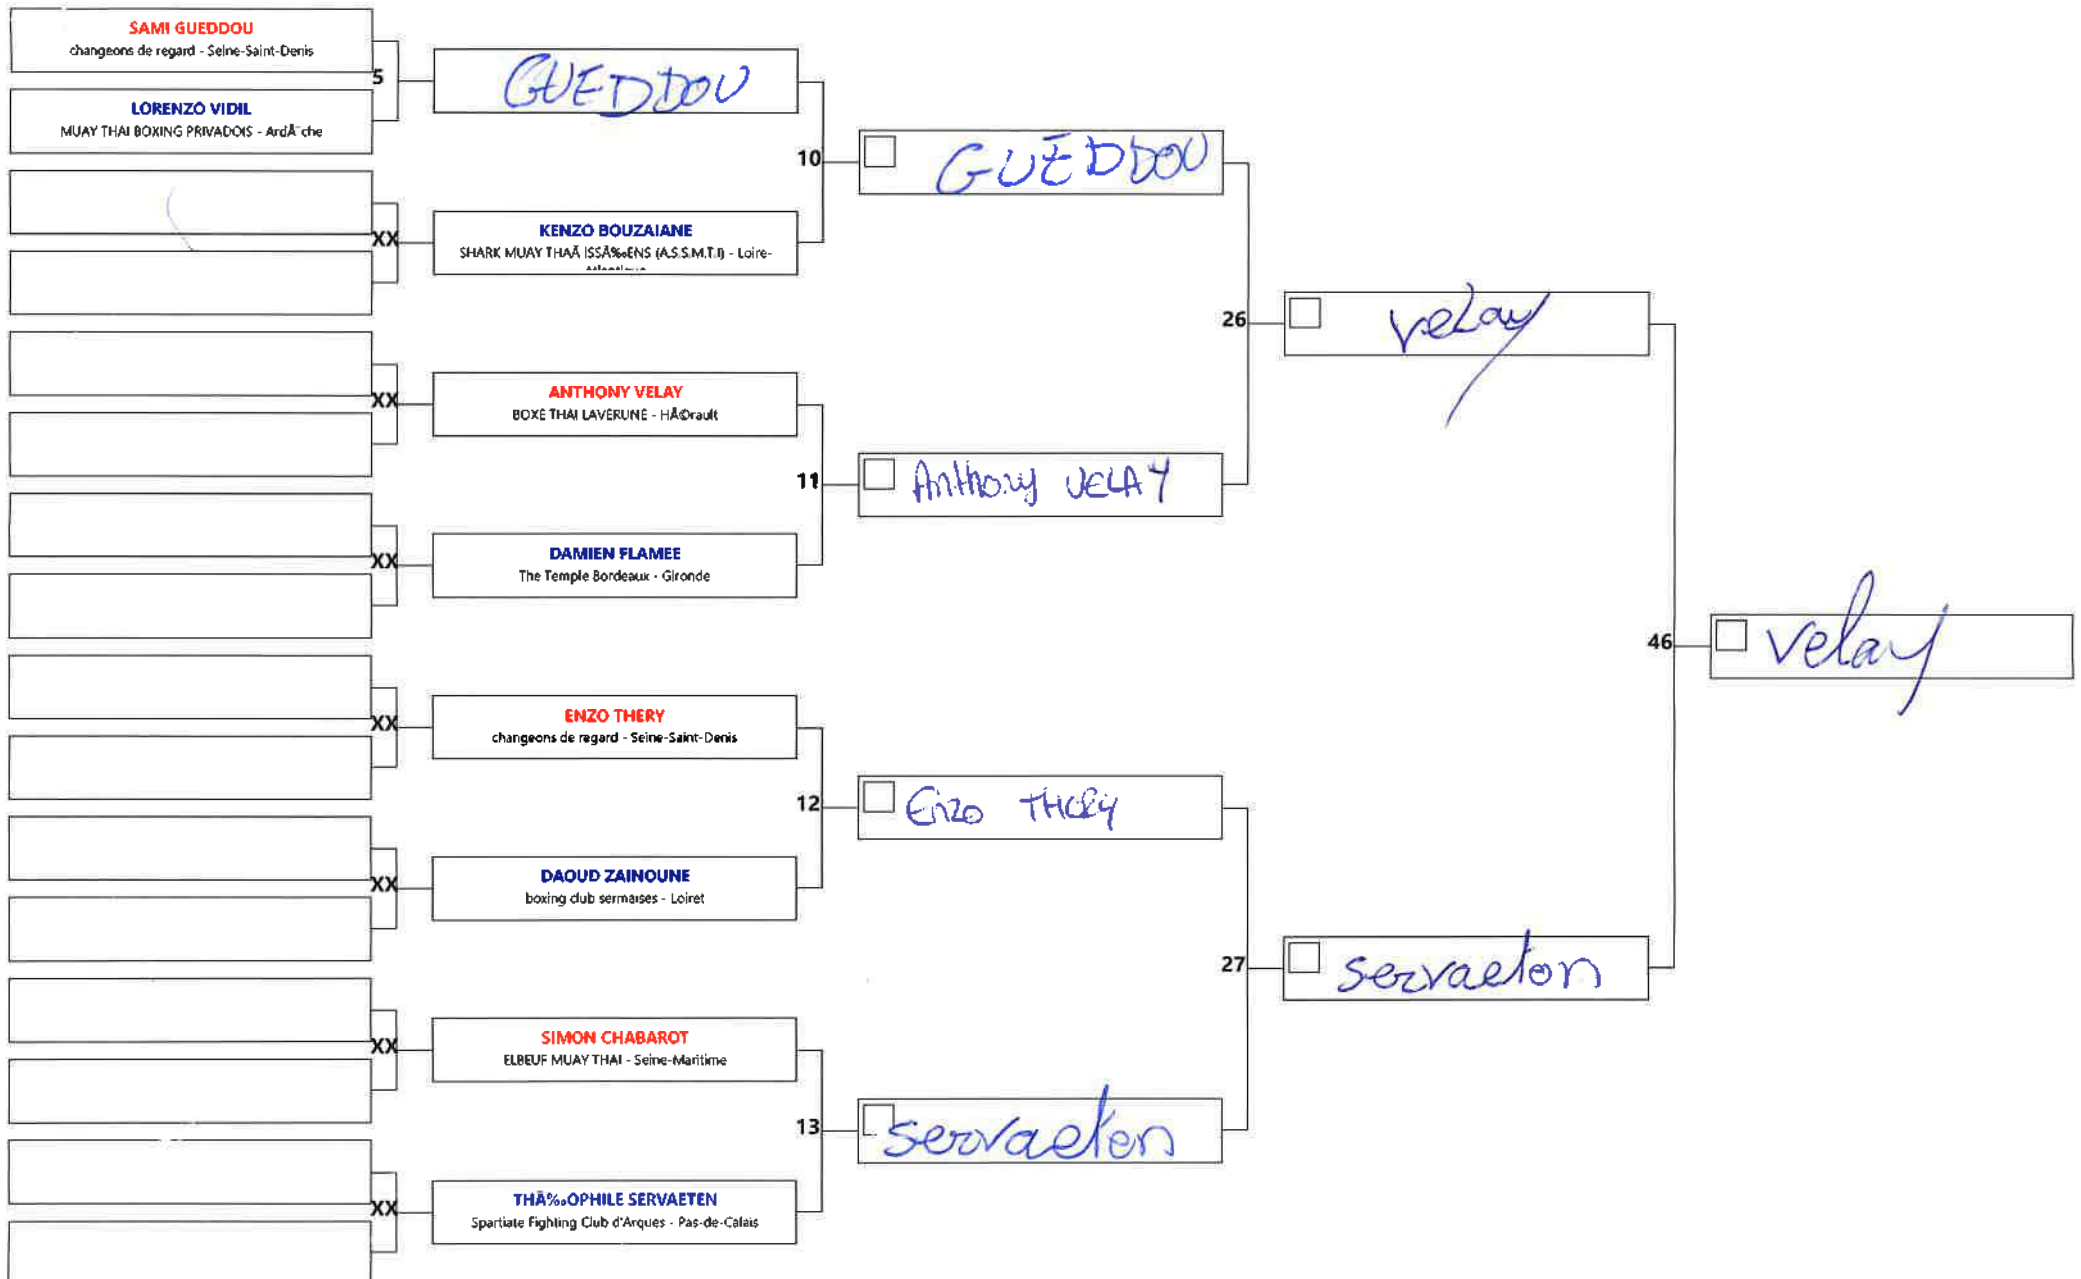 SAMI GUEDDOU
changeons de regard - Seine-Saint-Denis
5
LORENZO VIDIL
MUAY THAI BOXING PRIVADOIS - ArdÃ¨che
GUEDDOU
10
XX
KENZO BOUZAIANE
SHARK MUAY THAÃ ISSÃ‰ENS (A.S.S.M.T.I) - Loire-
Atlantique
GUEDDOU
XX
ANTHONY VELAY
BOXE THAI LAVERUNE - HÃ©rault
11
XX
DAMIEN FLAMEE
The Temple Bordeaux - Gironde
Anthony VELAY
26
velay
XX
ENZO THERY
changeons de regard - Seine-Saint-Denis
12
XX
DAOUD ZAINOUNE
boxing club sermaises - Loiret
Enzo THERY
XX
SIMON CHABAROT
ELBEUF MUAY THAI - Seine-Maritime
13
XX
THÃ‰OPHILE SERVAETEN
Spartiate Fighting Club d'Arques - Pas-de-Calais
servaeten
27
servaeten
46
velay